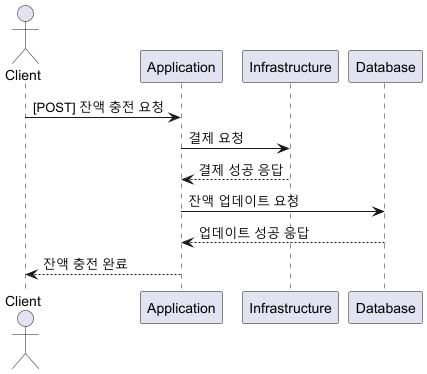 Client
Application
Infrastructure
Database
[POST] 잔액 충전 요청
결제 요청
결제 성공 응답
잔액 업데이트 요청
업데이트 성공 응답
잔액 충전 완료
Client
Application
Infrastructure
Database